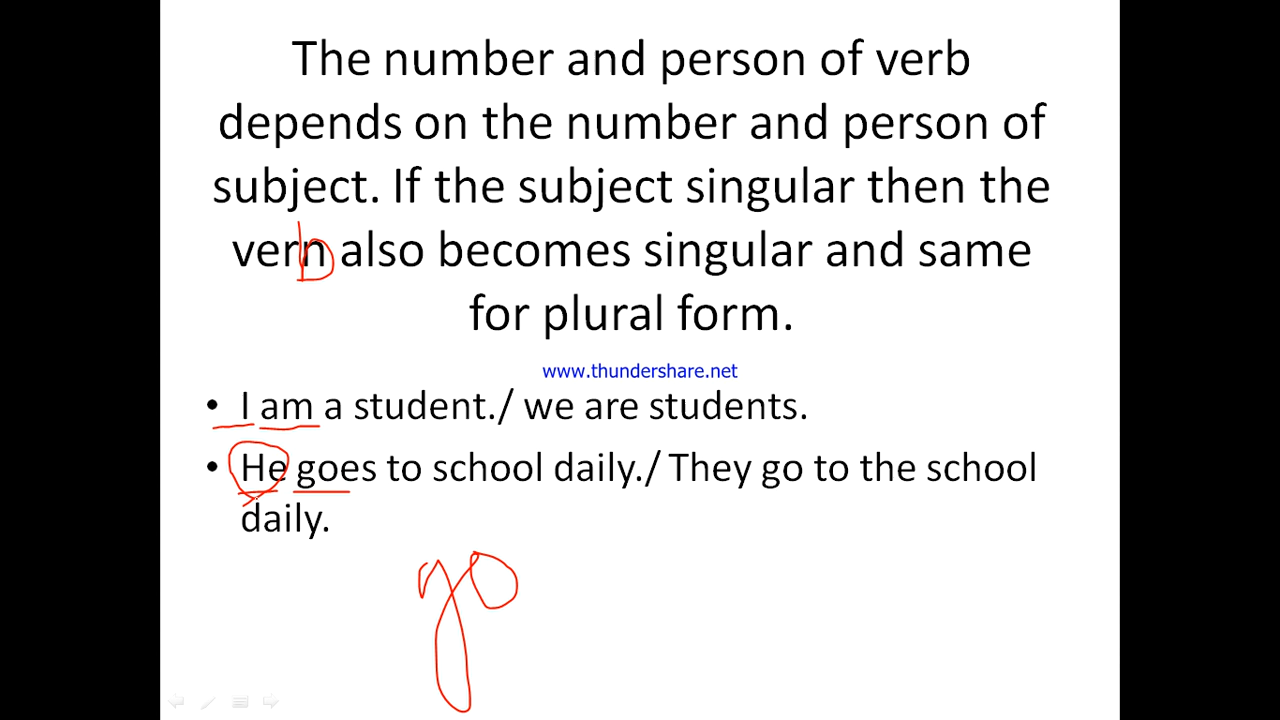 The number and person of verb
depends on the number and person of
subject. If the subject singular then the
verb also becomes singular and same
for plural form.
www.thundershare.net
• I am a student./ we are students.
• He goes to school daily./ They go to the school
daily.
go